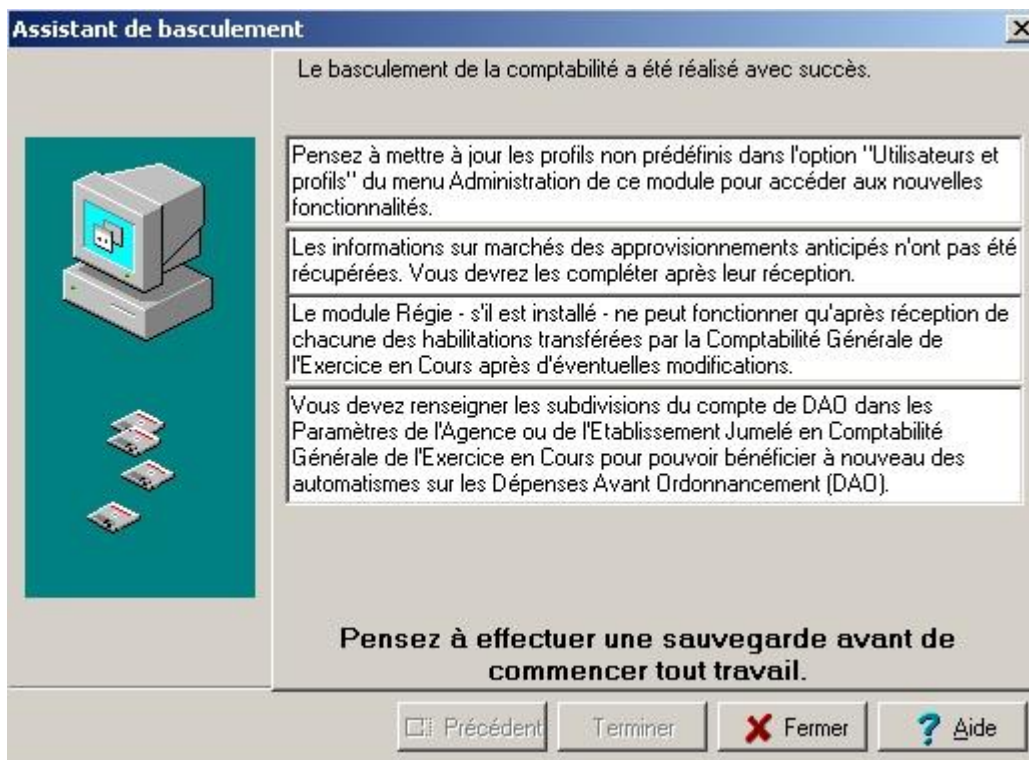 Assistant de basculement
Le basculement de la comptabilité a été réalisé avec succès.
Pensez à mettre à jour les profils non prédéfinis dans l'option "Utilisateurs et
profils" du menu Administration de ce module pour accéder aux nouvelles
fonctionnalités.
Les informations sur marchés des approvisionnements anticipés n'ont pas été
récupérées. Vous devrez les compléter après leur réception.
Le module Régie - s'il est installé - ne peut fonctionner qu'après réception de
chacune des habilitations transférées par la Comptabilité Générale de
l'Exercice en Cours après d'éventuelles modifications.
Vous devez renseigner les subdivisions du compte de DAO dans les
Paramètres de l'Agence ou de l'Etablissement Jumelé en Comptabilité
Générale de l'Exercice en Cours pour pouvoir bénéficier à nouveau des
automatismes sur les Dépenses Avant Ordonnancement (DAO).
Pensez à effectuer une sauvegarde avant de
commencer tout travail.
Précédent Terminer Fermer Aide